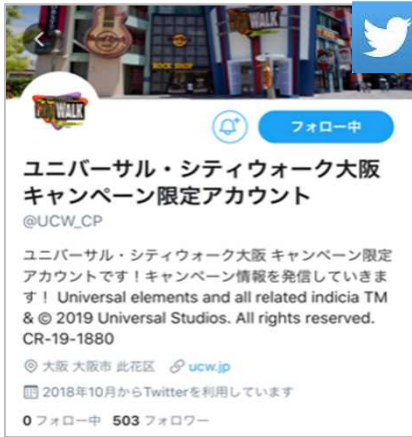 Hard Rock
ROCK SHOP
WALK
WALK
フォロー中
ユニバーサル・シティウォーク大阪
キャンペーン限定アカウント
@UCW_CP
ユニバーサル・シティウォーク大阪 キャンペーン限定
アカウントです！キャンペーン情報を発信していきま
す！ Universal elements and all related indicia TM
& © 2019 Universal Studios. All rights reserved.
CR-19-1880
大阪 大阪市 此花区 ucw.jp
2018年10月からTwitterを利用しています
0 フォロー中 503 フォロワー